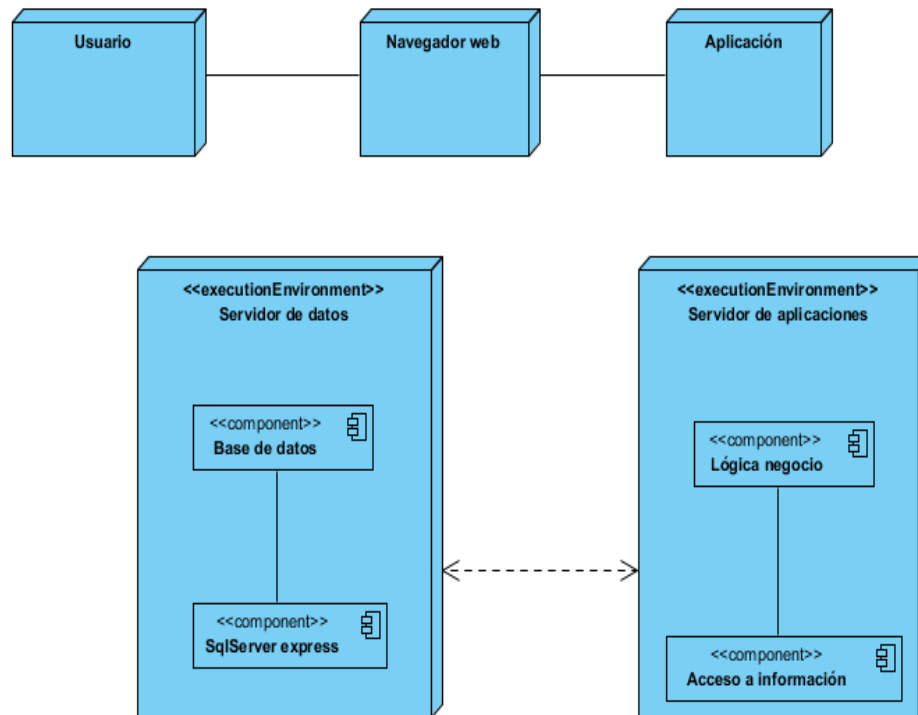 Usuario
Navegador web
Aplicación
<<executionEnvironment>>
Servidor de datos
<<component>>
Base de datos
<<component>>
SqlServer express
<<executionEnvironment>>
Servidor de aplicaciones
<<component>>
Lógica negocio
<<component>>
Acceso a información